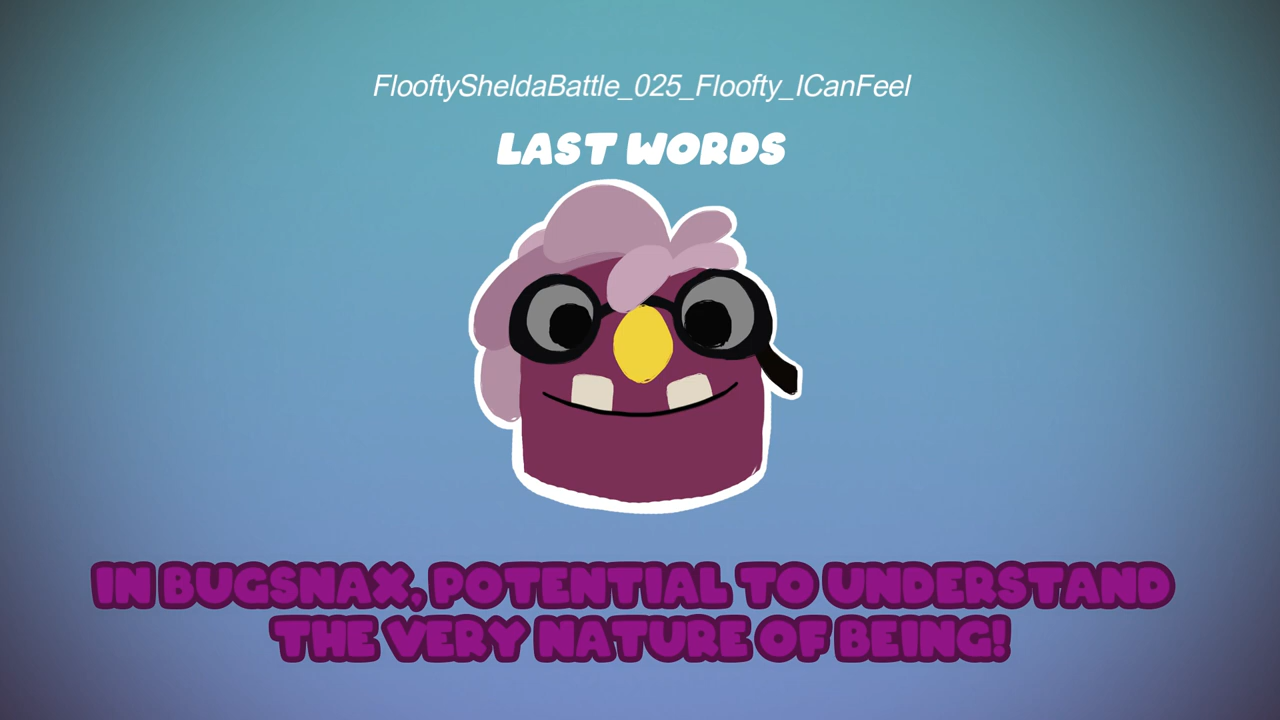 FlooftySheldaBattle_025_Floofty_ICanFeel
LAST WORDS
IN BUGSNAX, POTENTIAL TO UNDERSTAND
THE VERY NATURE OF BEING!